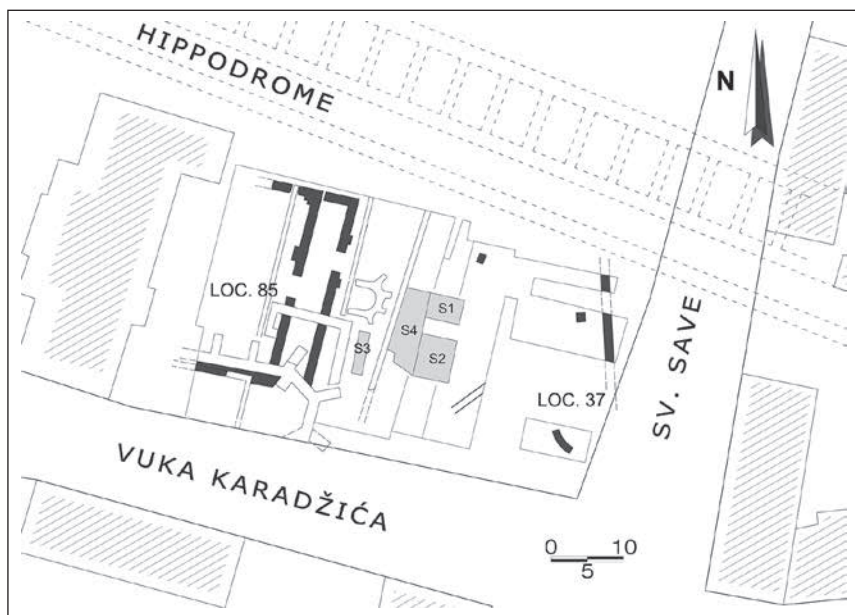 HIPPODROME
N
LOC. 85
S1
S4
S3
S2
LOC. 37
SV. SAVE
VUKA KARADŽIĆA
0 10
5